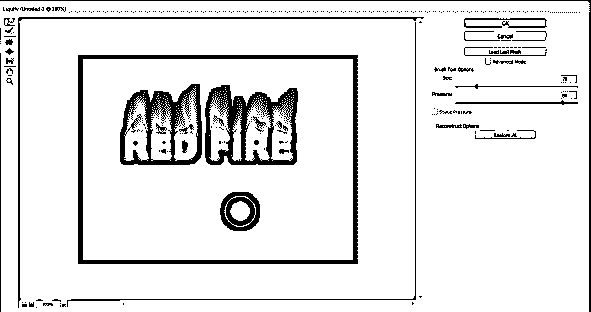 Liquify (Untitled-1 @ 100%)
OK
Cancel
Load Last Mesh
Advanced Mode
Brush Tool Options
Size:
Pressure:
Stylus Pressure
Reconstruct Options
Restore All
RED FIRE
100%